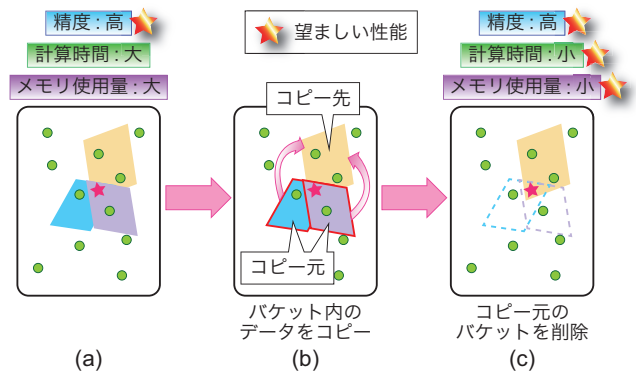 精度：高
計算時間：大
メモリ使用量：大
望ましい性能
精度：高
計算時間：小
メモリ使用量：小
コピー先
コピー元
バケット内の
データをコピー
コピー元の
バケットを削除
(a)
(b)
(c)